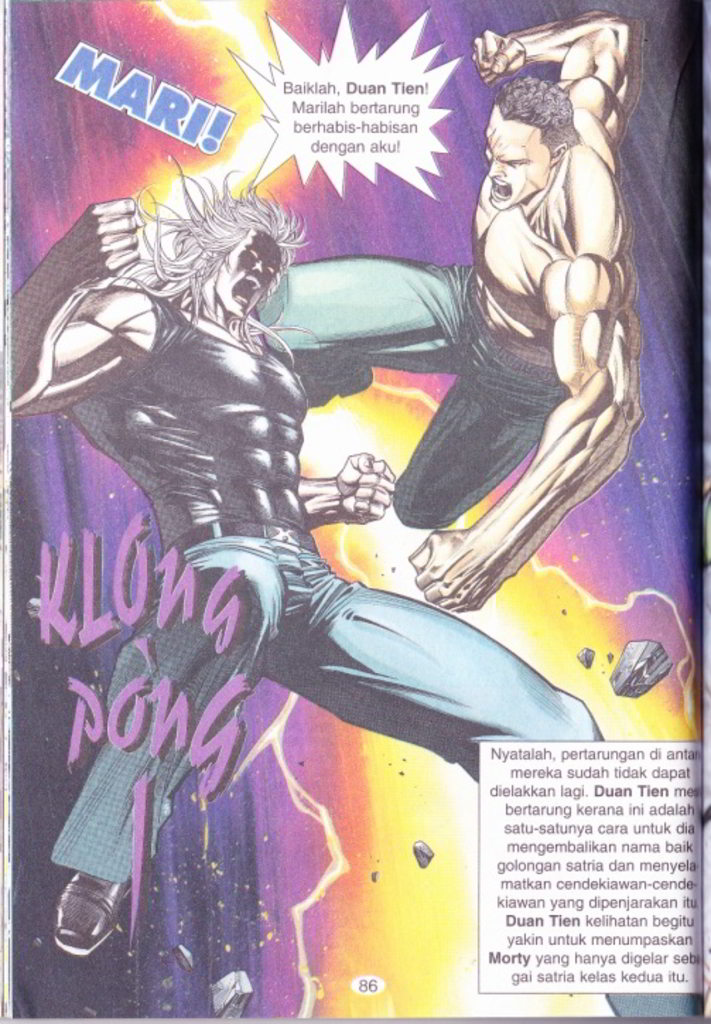 MARI!
Baiklah, Duan Tien!
Marilah bertarung
berhabis-habisan
dengan aku!
KLONG
PONG
!
Nyatalah, pertarungan di antar
mereka sudah tidak dapat
dielakkan lagi. Duan Tien
bertarung kerana ini adalah
satu-satunya cara untuk dia
mengembalikan nama baik
golongan satria dan menyela-
matkan cendekiawan-cende-
kiawan yang dipenjarakan itu
Duan Tien kelihatan begitu
yakin untuk menumpaskan
Morty yang hanya digelar seba-
gai satria kelas kedua itu.
86